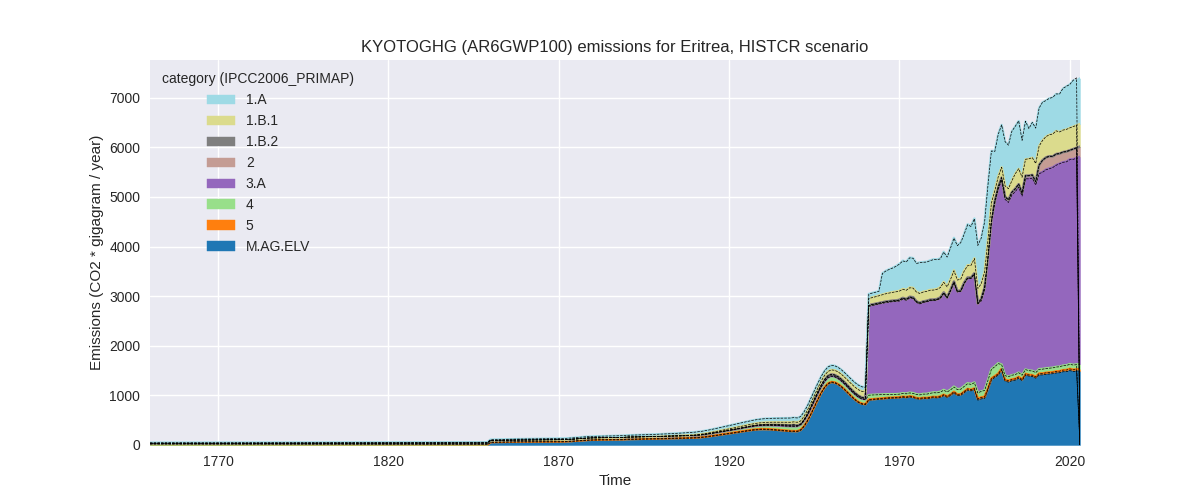 KYOTOGHG (AR6GWP100) emissions for Eritrea, HISTCR scenario
category (IPCC2006_PRIMAP)
1.A
1.B.1
1.B.2
2
3.A
4
5
M.AG.ELV
Emissions (CO2 * gigagram / year)
7000
6000
5000
4000
3000
2000
1000
0
1770
1820
1870
1920
1970
2020
Time